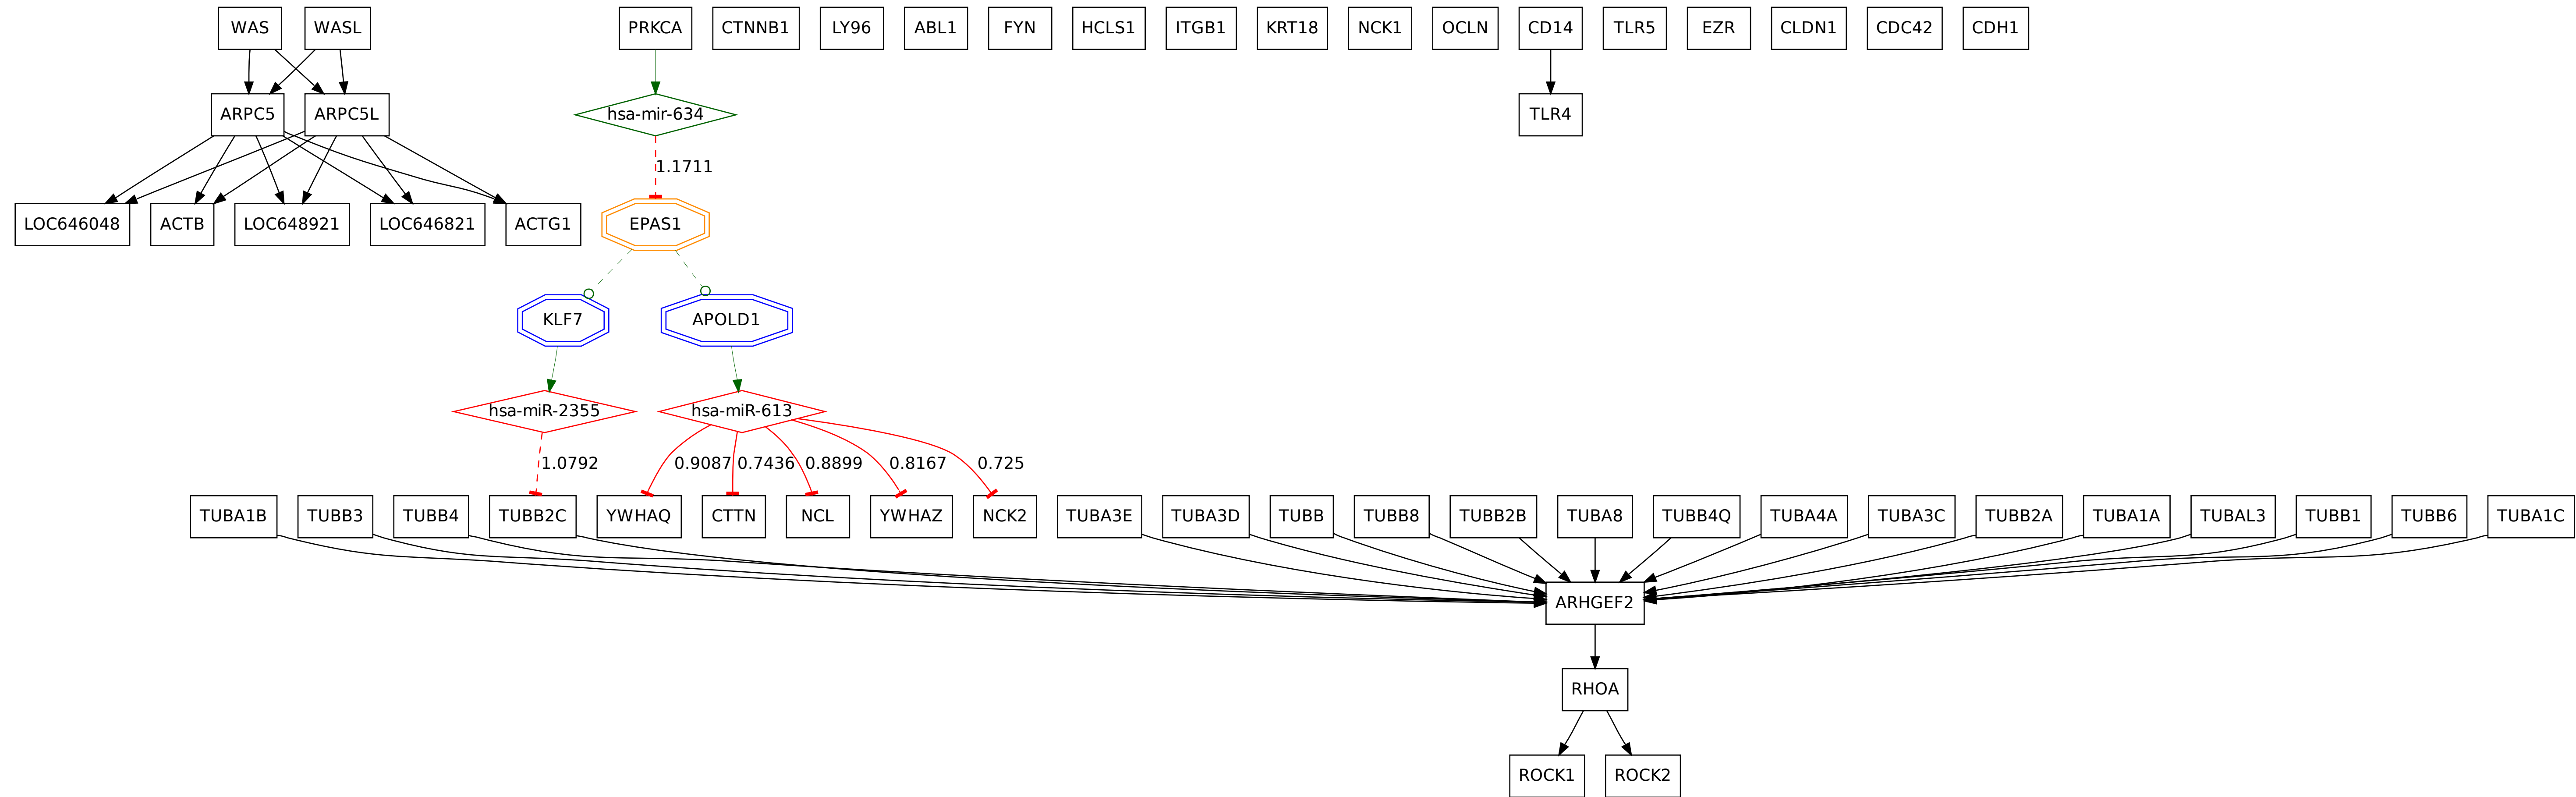 WAS WASL PRKCA CTNNB1 LY96 ABL1 FYN HCLS1 ITGB1 KRT18 NCK1 OCLN CD14 TLR5 EZR CLDN1 CDC42 CDH1
ARPC5 ARPC5L hsa-mir-634 TLR4
1.1711
LOC646048 ACTB LOC648921 LOC646821 ACTG1 EPAS1
KLF7 APOLD1
hsa-miR-2355 hsa-miR-613
1.0792 0.9087 0.7436 0.8899 0.8167 0.725
TUBA1B TUBB3 TUBB4 TUBB2C YWHAQ CTTN NCL YWHAZ NCK2 TUBA3E TUBA3D TUBB TUBB8 TUBB2B TUBA8 TUBB4Q TUBA4A TUBA3C TUBB2A TUBA1A TUBAL3 TUBB1 TUBB6 TUBA1C
ARHGEF2
RHOA
ROCK1 ROCK2